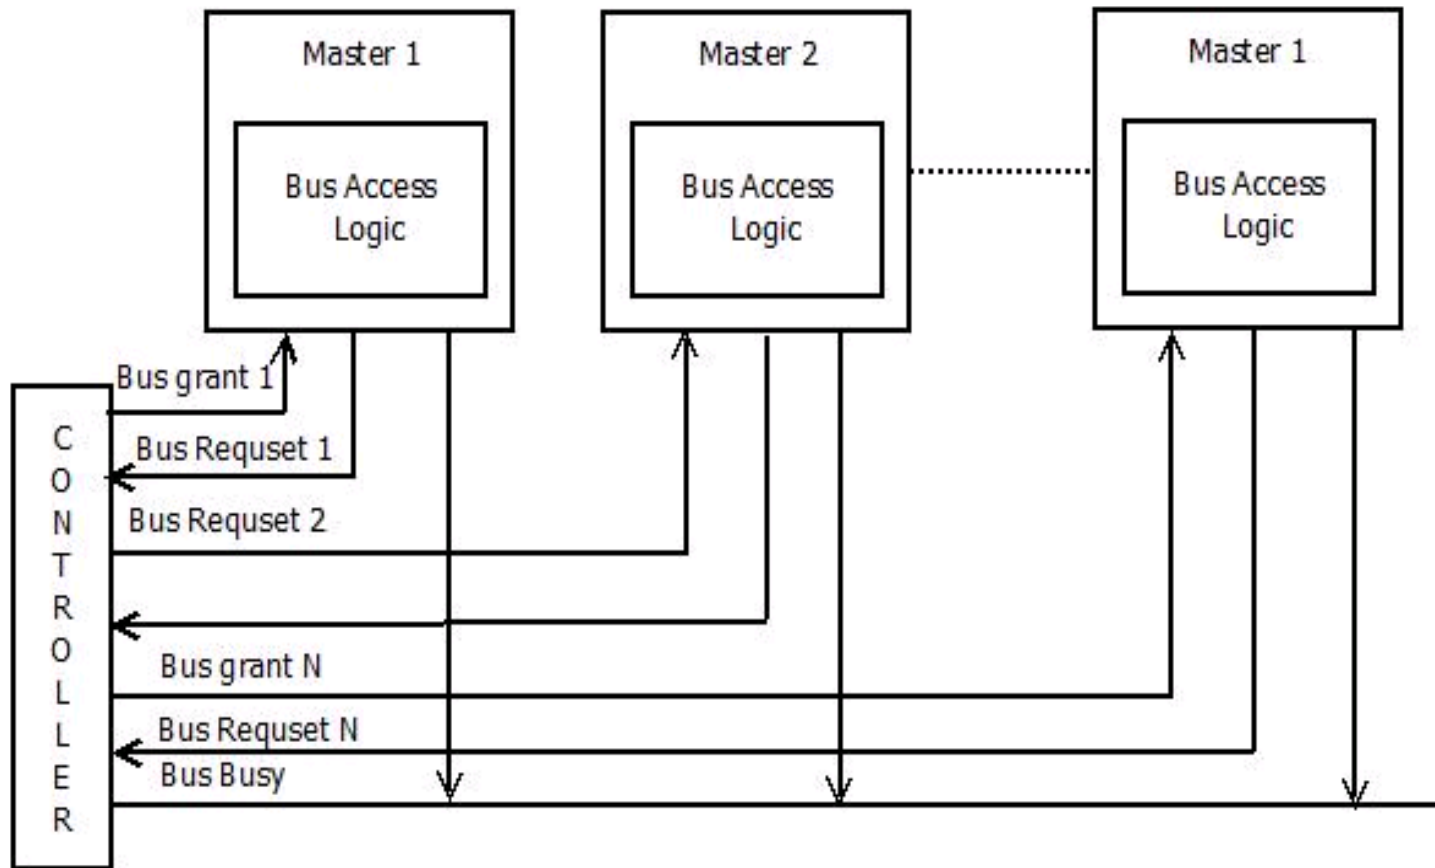 Master 1
Master 2
Master 1
Bus Access
Logic
Bus Access
Logic
Bus Access
Logic
Bus grant 1
Bus Requset 1
Bus Requset 2
Bus grant N
Bus Requset N
Bus Busy
C
O
N
T
R
O
L
L
E
R